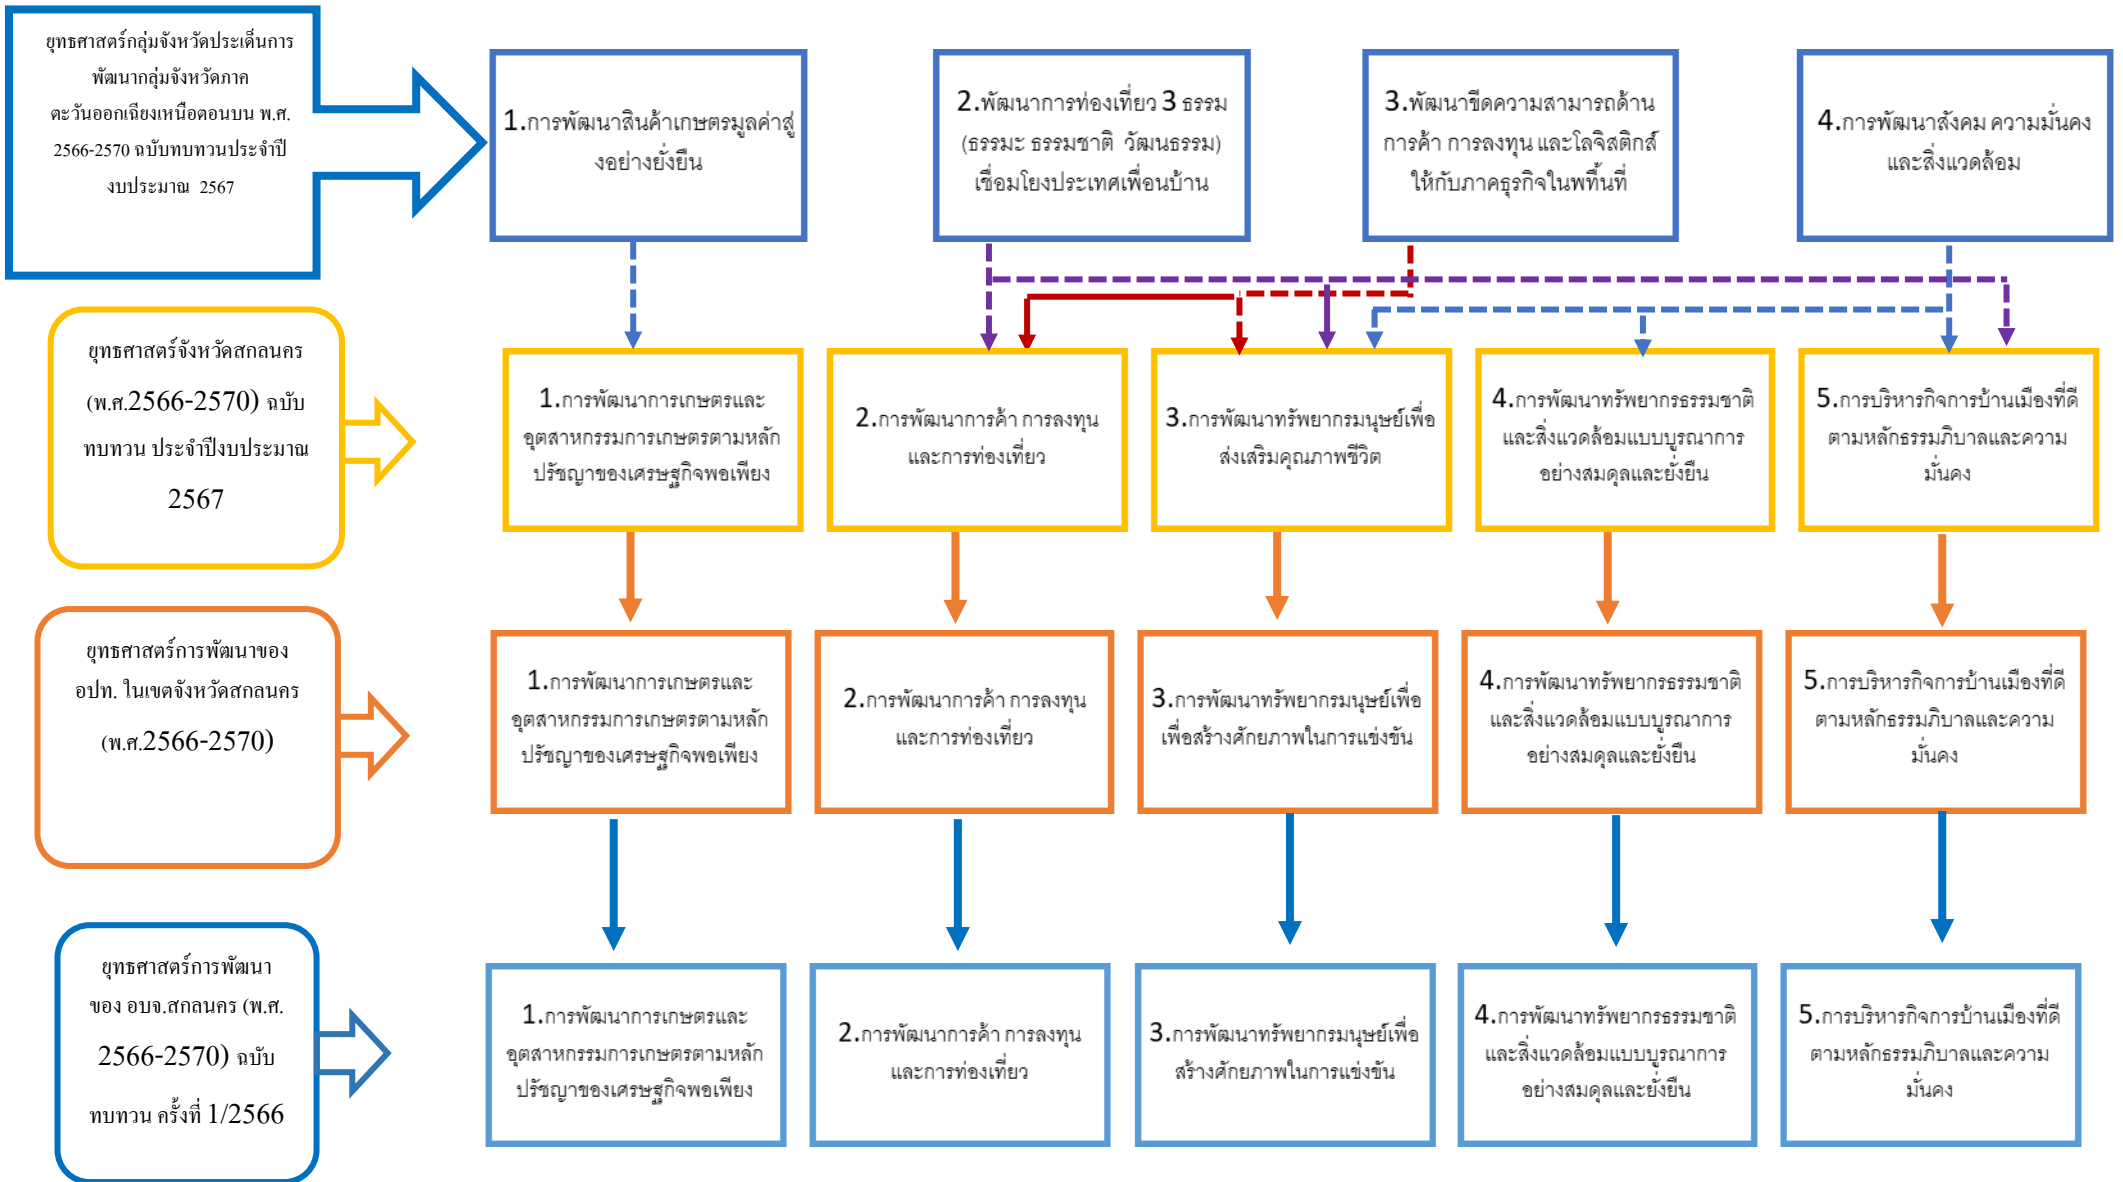 ยุทธศาสตร์กลุ่มจังหวัดประเด็นการ
พัฒนากลุ่มจังหวัดภาค
ตะวันออกเฉียงเหนือตอนบน พ.ศ.
2566-2570 ฉบับทบทวนประจำปี
งบประมาณ 2567
1.การพัฒนาสินค้าเกษตรมูลค่าสู่
งอย่างยั่งยืน
2.พัฒนาการท่องเที่ยว 3 ธรรม
(ธรรมะ ธรรมชาติ วัฒนธรรม)
เชื่อมโยงประเทศเพื่อนบ้าน
3.พัฒนาขีดความสามารถด้าน
การค้า การลงทุน และโลจิสติกส์
ให้กับภาคธุรกิจในพทื้นที่
4.การพัฒนาสังคม ความมั่นคง
และสิ่งแวดล้อม
ยุทธศาสตร์จังหวัดสกลนคร
(พ.ศ.2566-2570) ฉบับ
ทบทวน ประจำปีงบประมาณ
2567
1.การพัฒนาการเกษตรและ
อุตสาหกรรมการเกษตรตามหลัก
ปรัชญาของเศรษฐกิจพอเพียง
2.การพัฒนาการค้า การลงทุน
และการท่องเที่ยว
3.การพัฒนาทรัพยากรมนุษย์เพื่อ
ส่งเสริมคุณภาพชีวิต
4.การพัฒนาทรัพยากรธรรมชาติ
และสิ่งแวดล้อมแบบบูรณาการ
อย่างสมดุลและยั่งยืน
5.การบริหารกิจการบ้านเมืองที่ดี
ตามหลักธรรมภิบาลและความ
มั่นคง
ยุทธศาสตร์การพัฒนาของ
อปท. ในเขตจังหวัดสกลนคร
(พ.ศ.2566-2570)
1.การพัฒนาการเกษตรและ
อุตสาหกรรมการเกษตรตามหลัก
ปรัชญาของเศรษฐกิจพอเพียง
2.การพัฒนาการค้า การลงทุน
และการท่องเที่ยว
3.การพัฒนาทรัพยากรมนุษย์เพื่อ
เพื่อสร้างศักยภาพในการแข่งขัน
4.การพัฒนาทรัพยากรธรรมชาติ
และสิ่งแวดล้อมแบบบูรณาการ
อย่างสมดุลและยั่งยืน
5.การบริหารกิจการบ้านเมืองที่ดี
ตามหลักธรรมภิบาลและความ
มั่นคง
ยุทธศาสตร์การพัฒนา
ของ อบจ.สกลนคร (พ.ศ.
2566-2570) ฉบับ
ทบทวน ครั้งที่ 1/2566
1.การพัฒนาการเกษตรและ
อุตสาหกรรมการเกษตรตามหลัก
ปรัชญาของเศรษฐกิจพอเพียง
2.การพัฒนาการค้า การลงทุน
และการท่องเที่ยว
3.การพัฒนาทรัพยากรมนุษย์เพื่อ
สร้างศักยภาพในการแข่งขัน
4.การพัฒนาทรัพยากรธรรมชาติ
และสิ่งแวดล้อมแบบบูรณาการ
อย่างสมดุลและยั่งยืน
5.การบริหารกิจการบ้านเมืองที่ดี
ตามหลักธรรมภิบาลและความ
มั่นคง